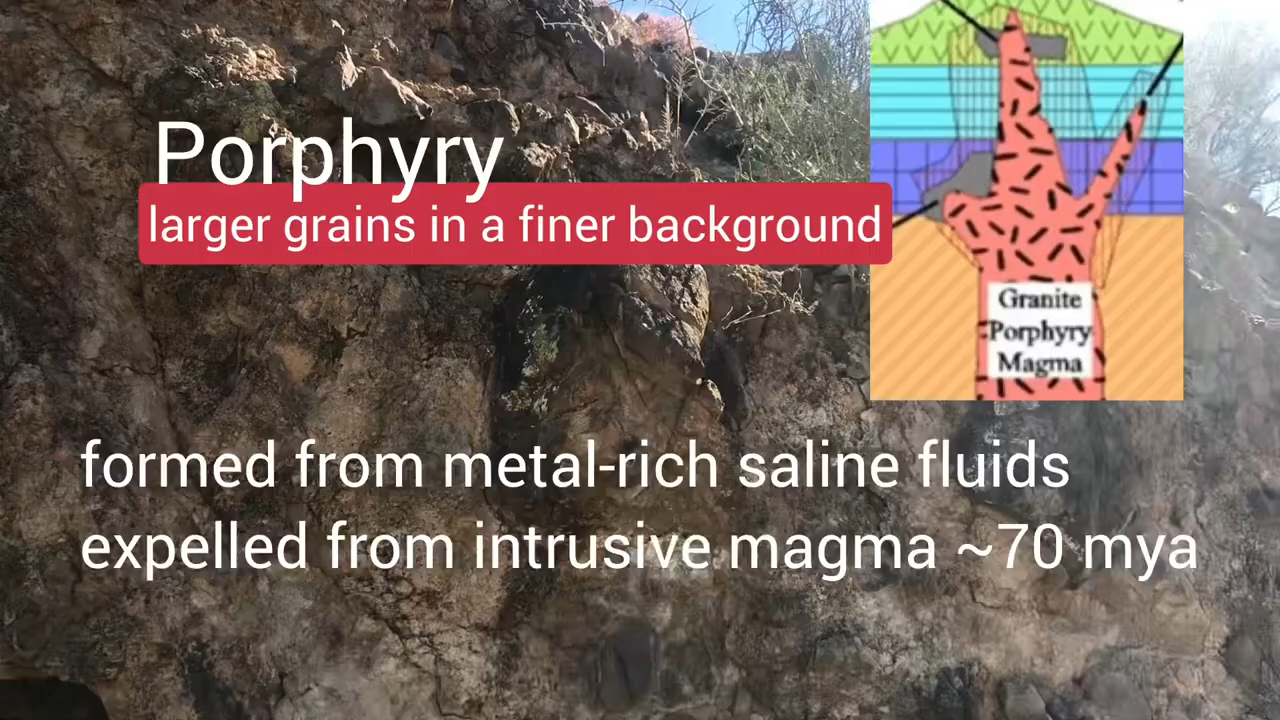 Porphyry
larger grains in a finer background
Granite
Porphyry
Magma
formed from metal-rich saline fluids
expelled from intrusive magma ~70 mya